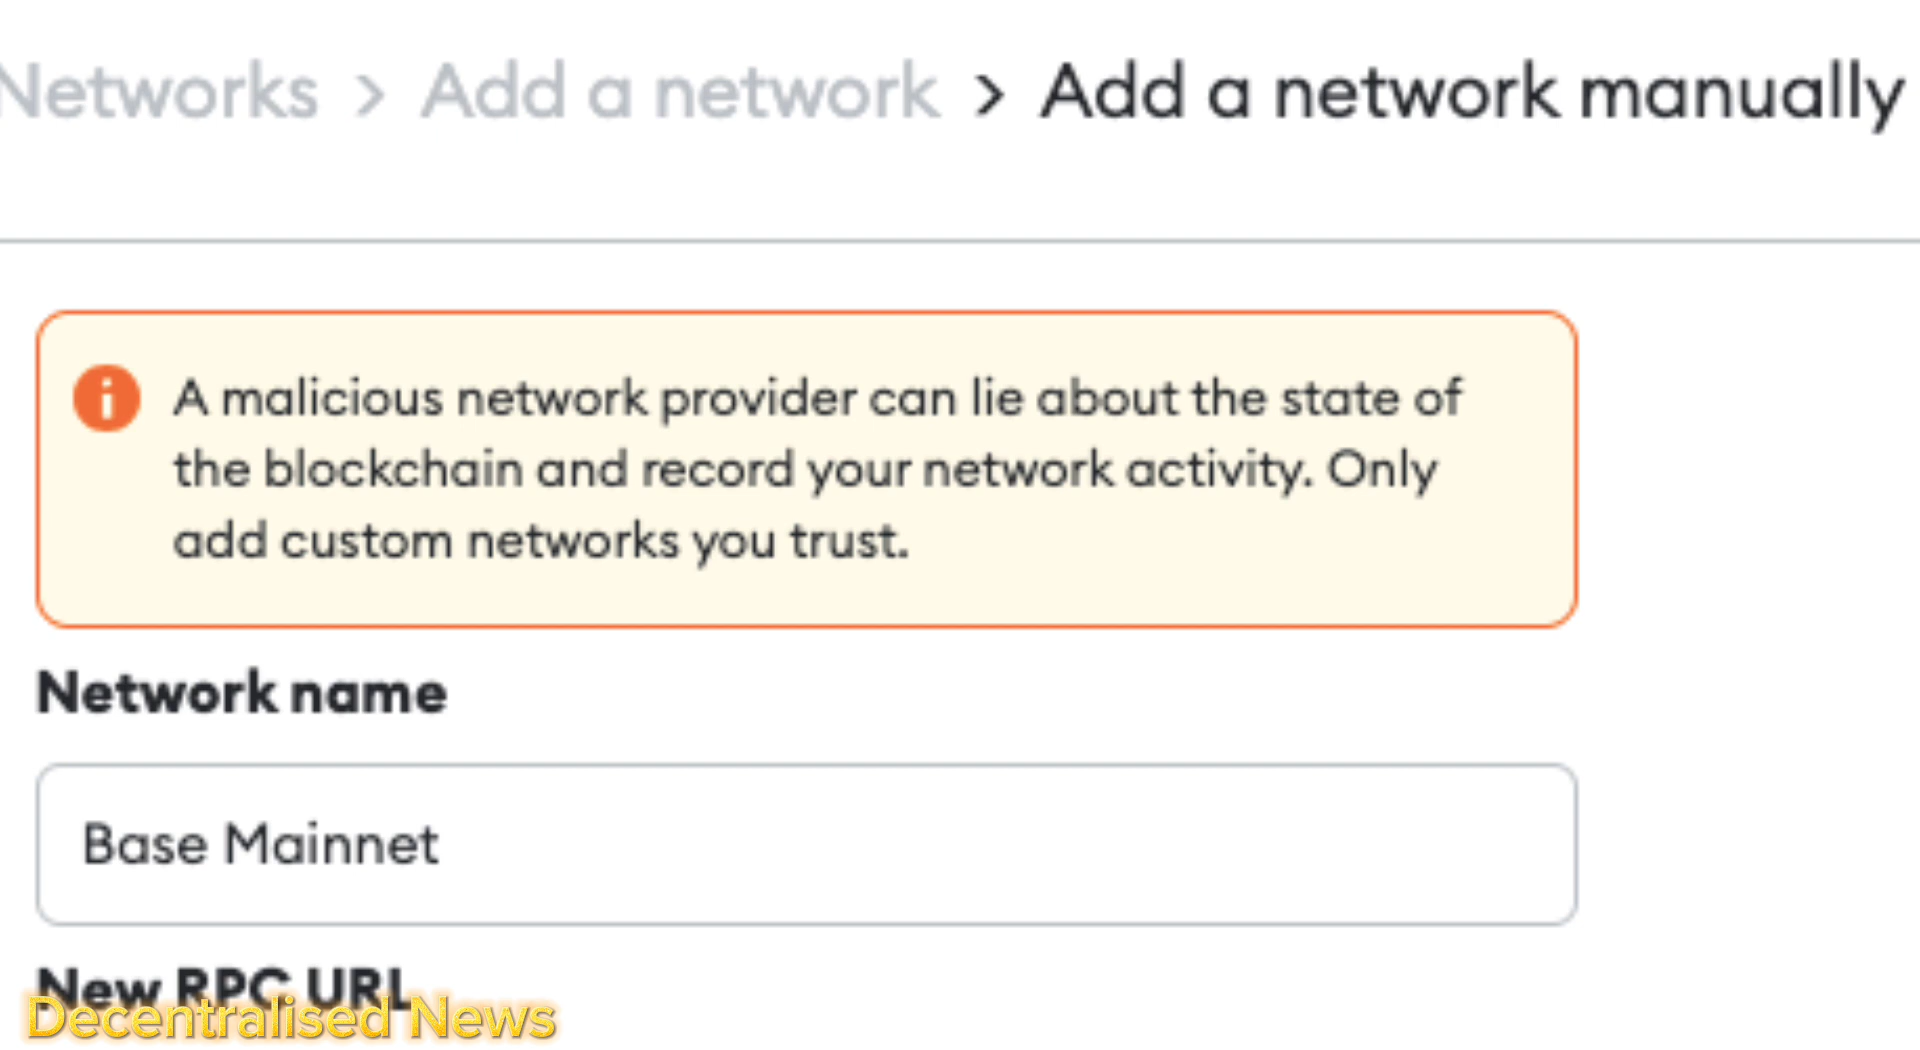 Networks > Add a network > Add a network manually
A malicious network provider can lie about the state of
the blockchain and record your network activity. Only
add custom networks you trust.
Network name
Base Mainnet
New RPC URL
Decentralised News